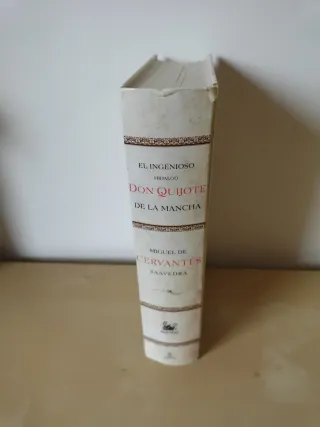 EL INGENIOSO
HIDALGO
DON QUIJOTE
DE LA MANCHA
MIGUEL DE
CERVANTES
SAAVEDRA